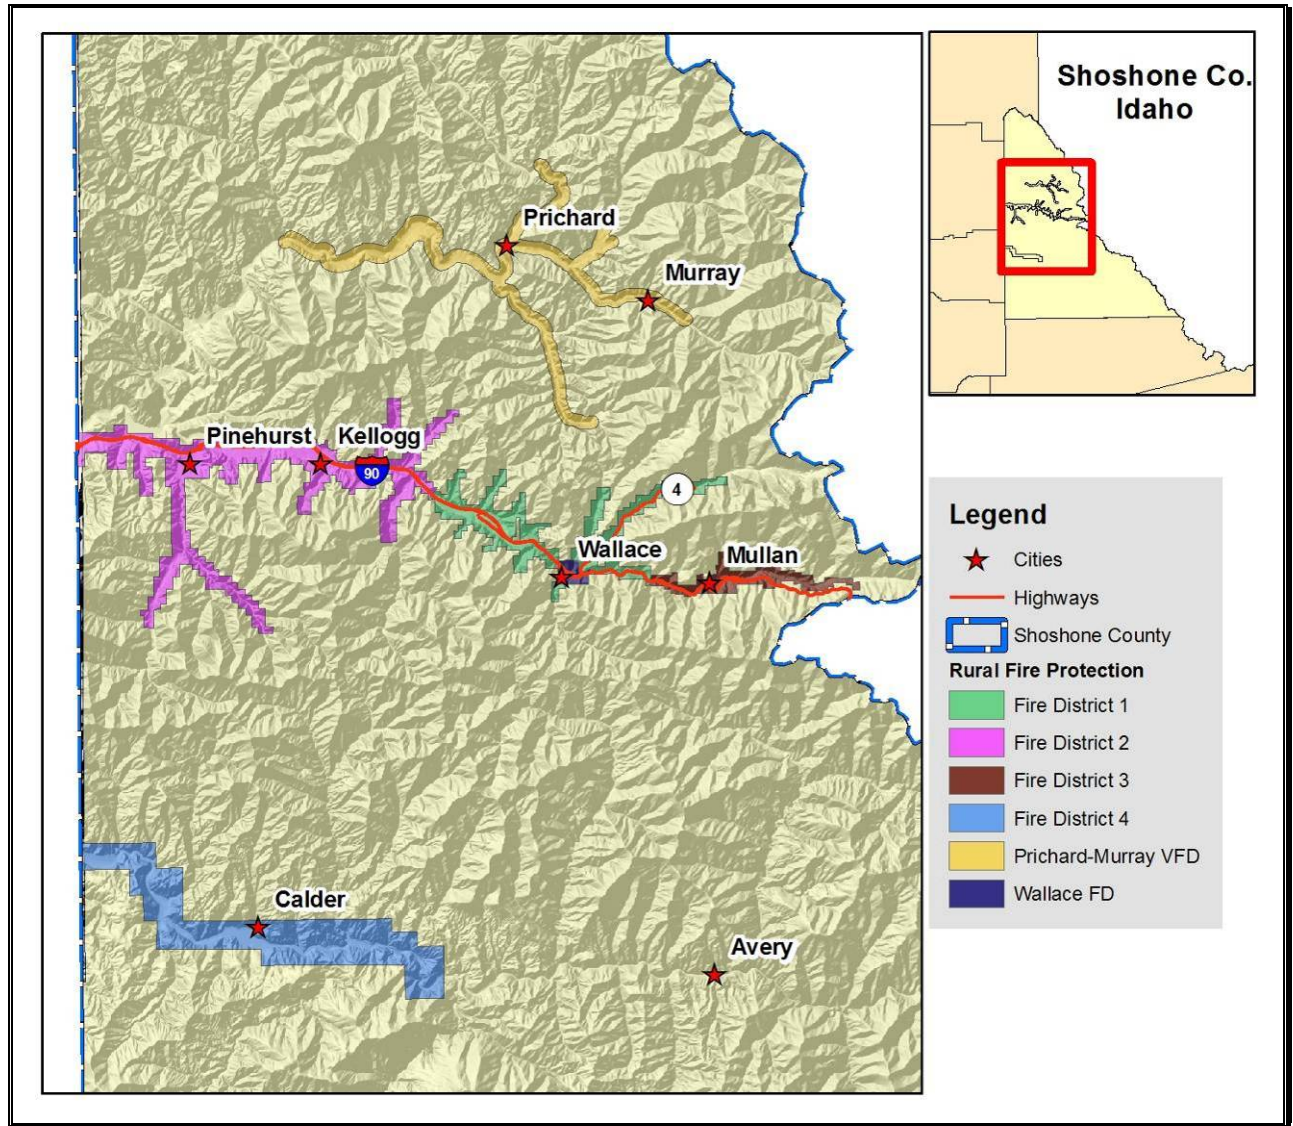 Shoshone Co.
Idaho
Prichard
Murray
Pinehurst
Kellogg
90
4
Wallace
Mullan
Calder
Avery
Legend
Cities
Highways
Shoshone County
Rural Fire Protection
Fire District 1
Fire District 2
Fire District 3
Fire District 4
Prichard-Murray VFD
Wallace FD